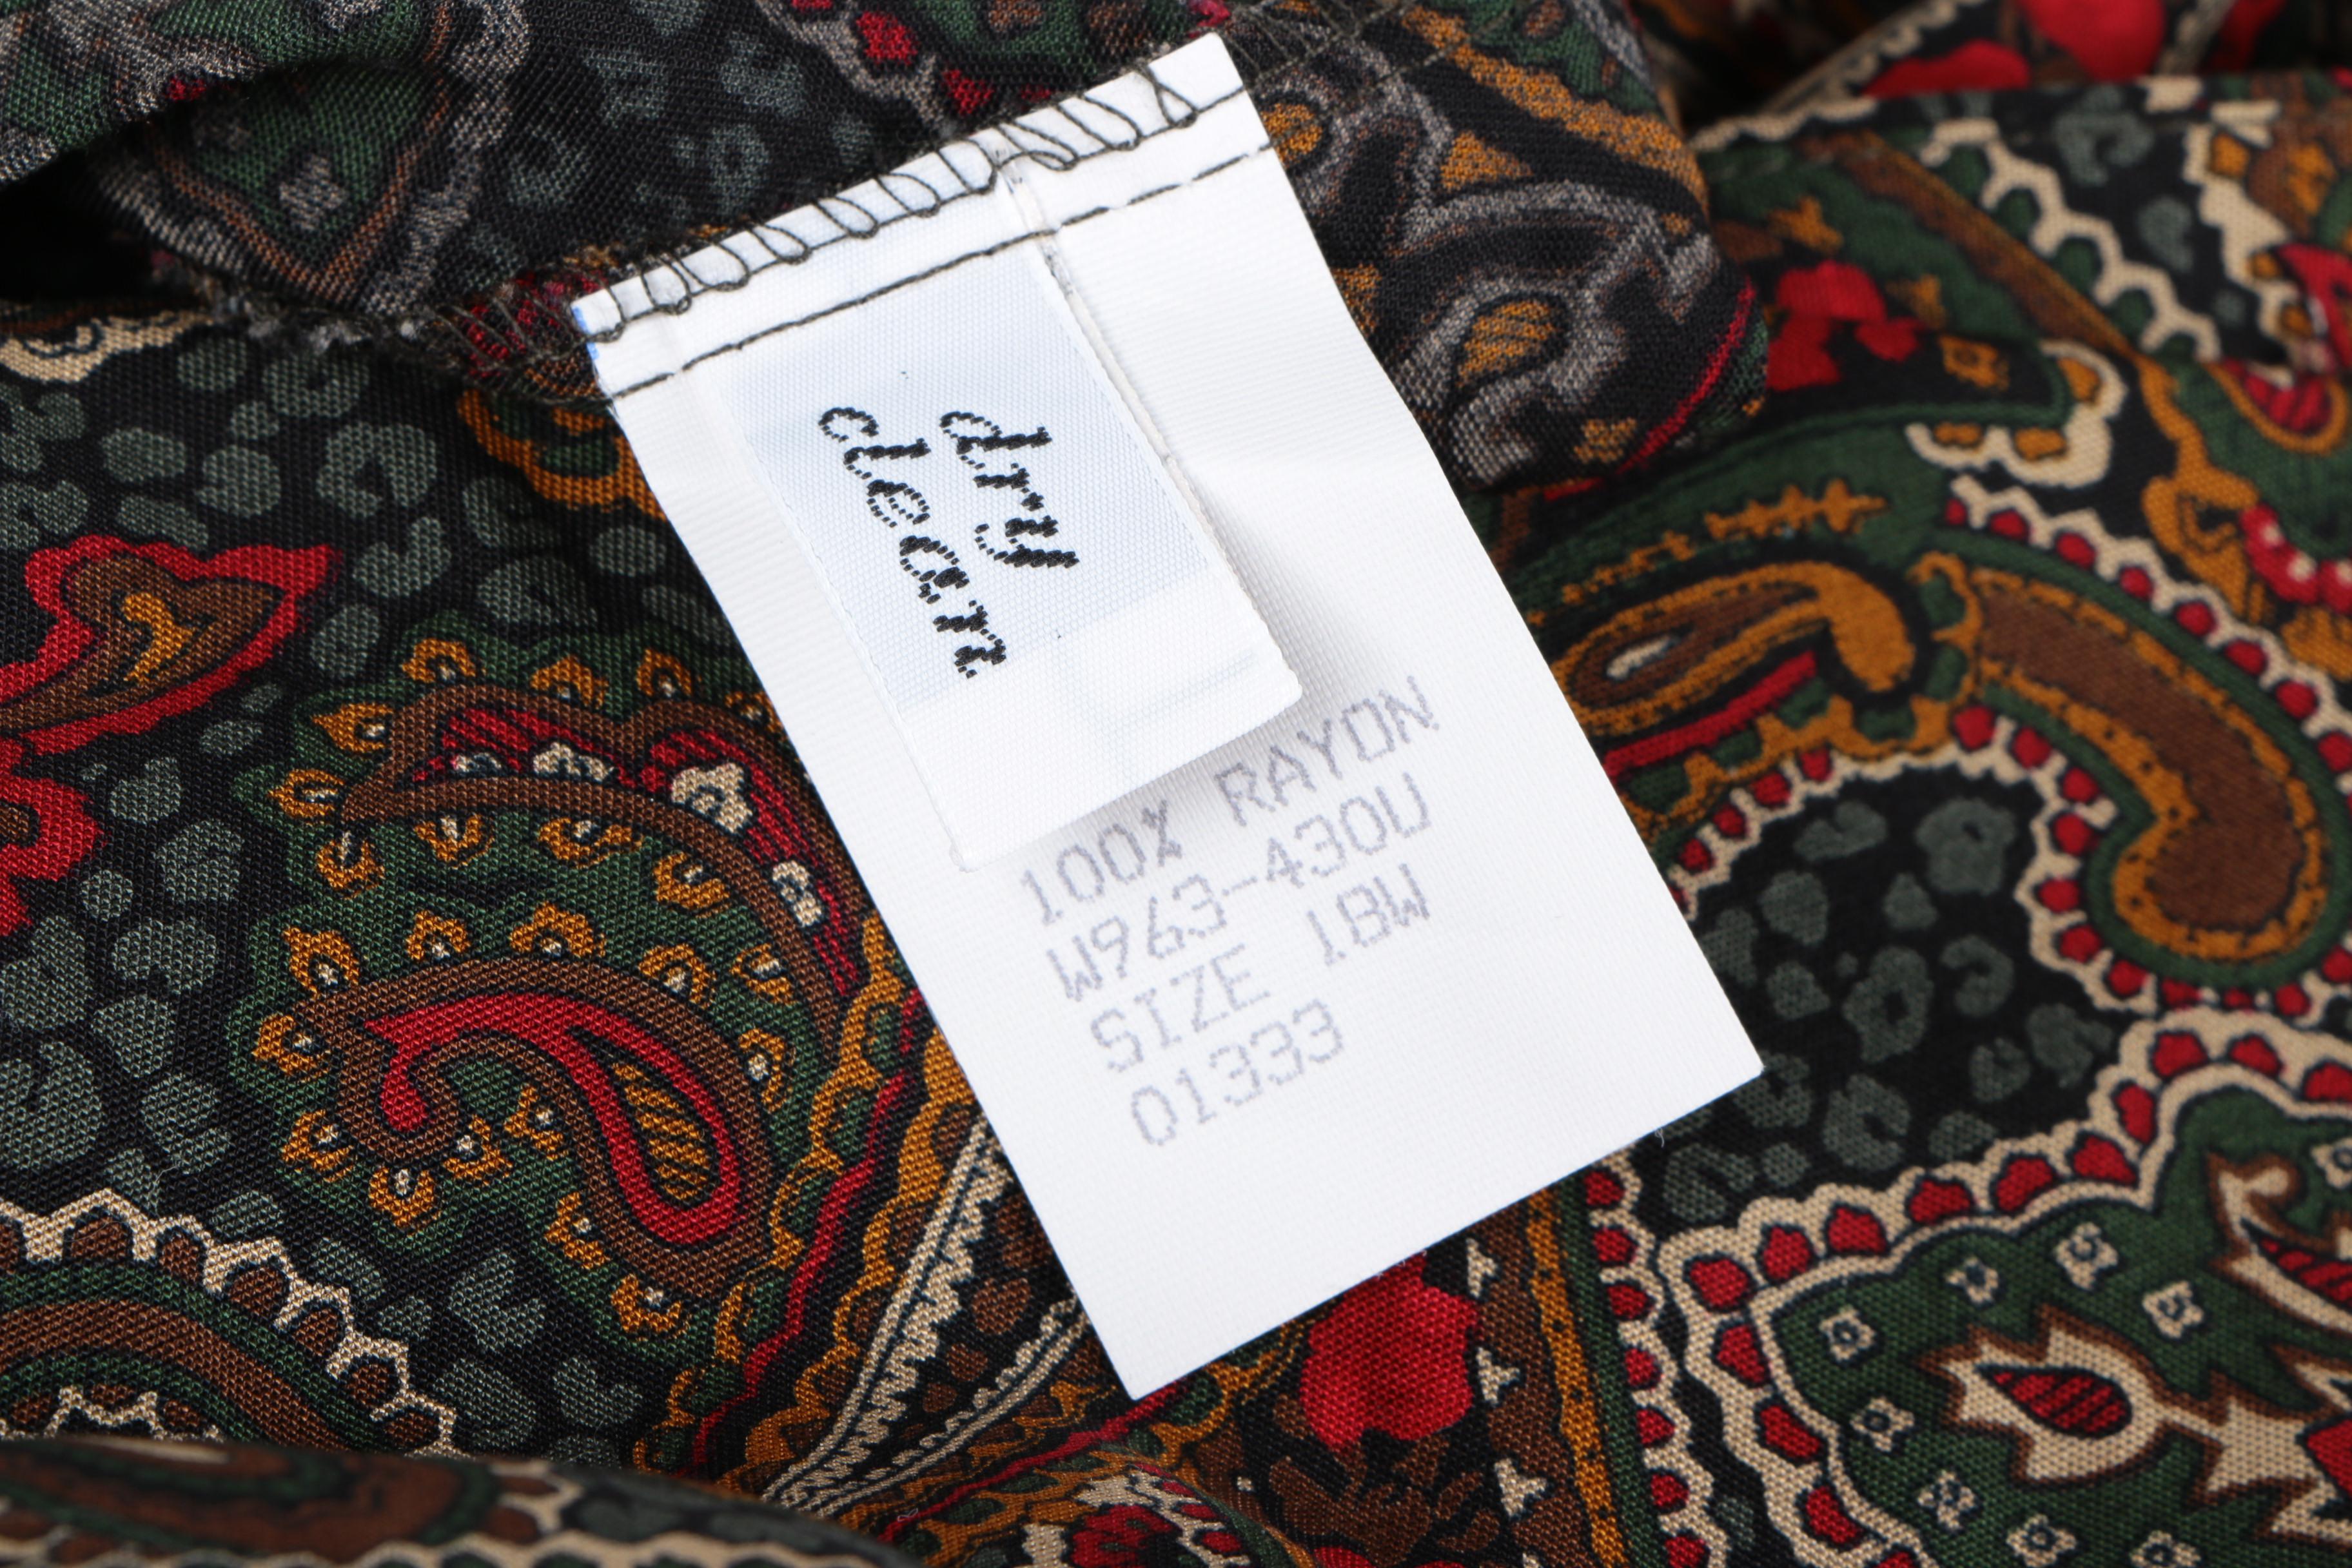 dry
clean
100% RAYON
W963-430U
SIZE 18W
01333